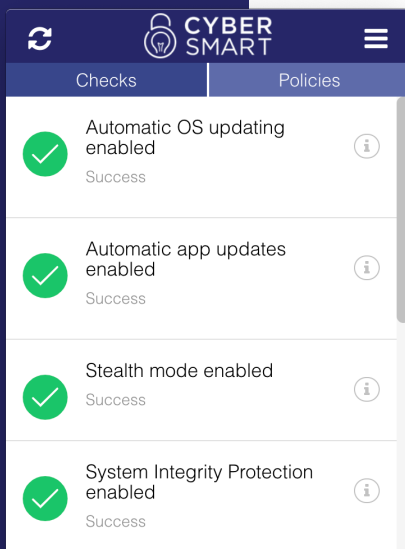 CYBER
SMART
Checks
Policies
Automatic OS updating
enabled
Success
Automatic app updates
enabled
Success
Stealth mode enabled
Success
System Integrity Protection
enabled
Success